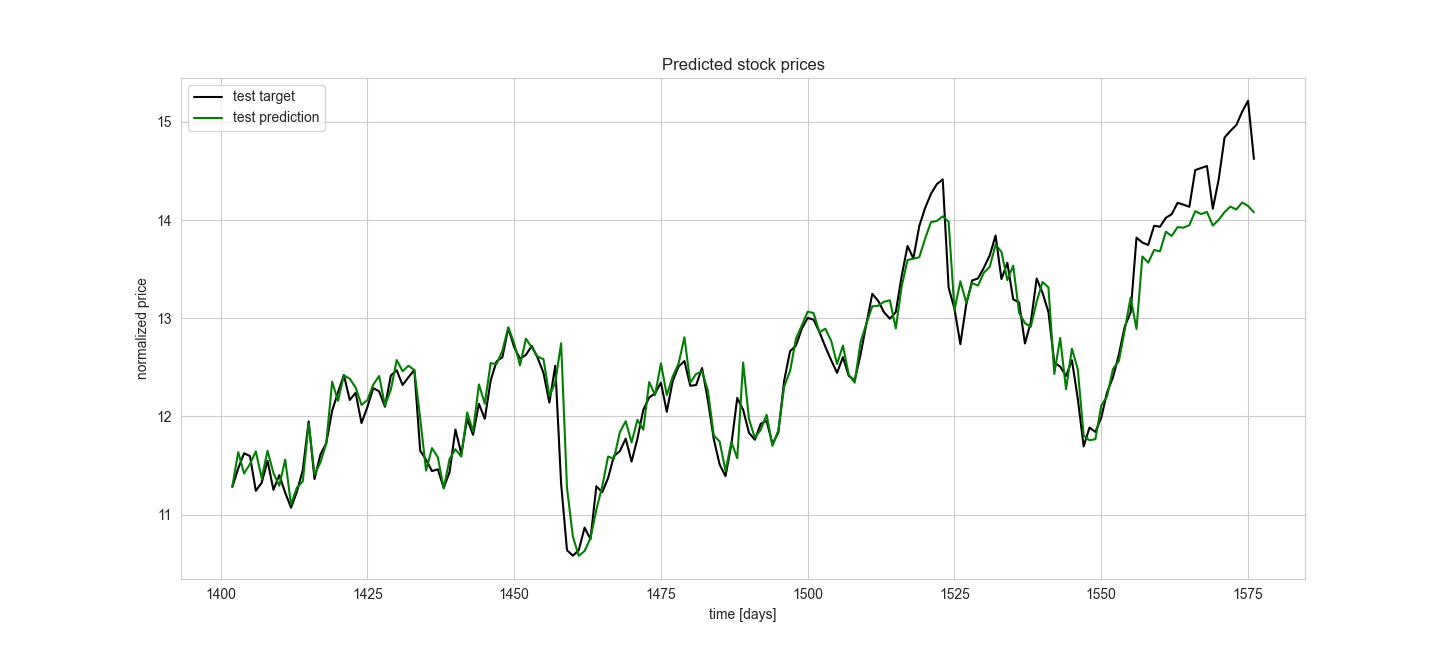 Predicted stock prices
test target
test prediction
15
14
13
12
11
normalized price
1400 1425 1450 1475 1500 1525 1550 1575
time [days]